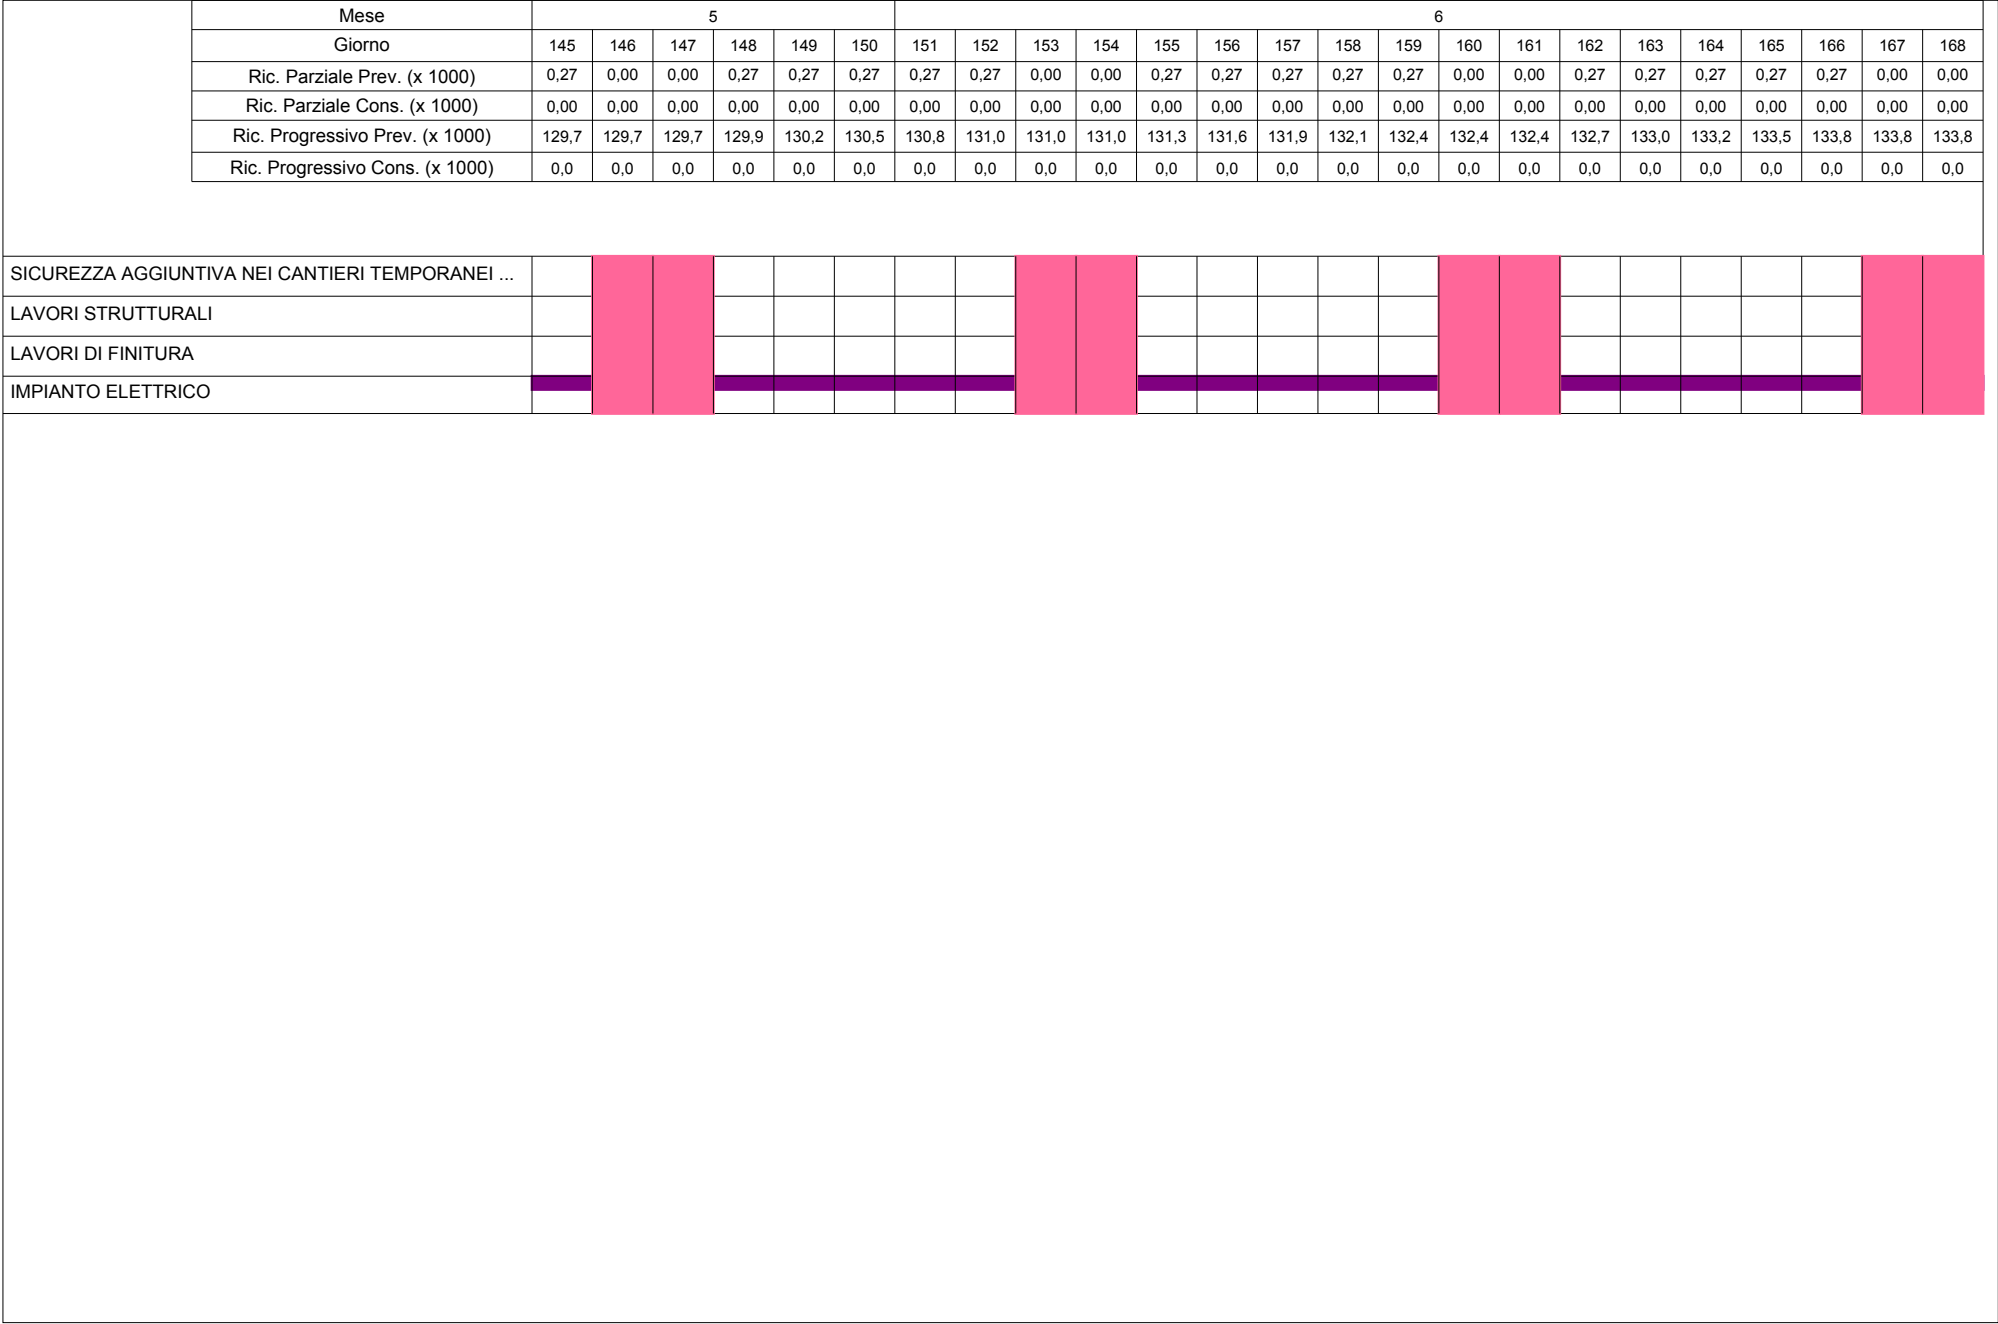 Mese 5 6
Giorno 145 146 147 148 149 150 151 152 153 154 155 156 157 158 159 160 161 162 163 164 165 166 167 168
Ric. Parziale Prev. (x 1000) 0,27 0,00 0,00 0,27 0,27 0,27 0,27 0,27 0,00 0,00 0,27 0,27 0,27 0,27 0,27 0,00 0,00 0,27 0,27 0,27 0,27 0,27 0,00 0,00
Ric. Parziale Cons. (x 1000) 0,00 0,00 0,00 0,00 0,00 0,00 0,00 0,00 0,00 0,00 0,00 0,00 0,00 0,00 0,00 0,00 0,00 0,00 0,00 0,00 0,00 0,00 0,00 0,00
Ric. Progressivo Prev. (x 1000) 129,7 129,7 129,7 129,9 130,2 130,5 130,8 131,0 131,0 131,0 131,3 131,6 131,9 132,1 132,4 132,4 132,4 132,7 133,0 133,2 133,5 133,8 133,8 133,8
Ric. Progressivo Cons. (x 1000) 0,0 0,0 0,0 0,0 0,0 0,0 0,0 0,0 0,0 0,0 0,0 0,0 0,0 0,0 0,0 0,0 0,0 0,0 0,0 0,0 0,0 0,0 0,0 0,0
SICUREZZA AGGIUNTIVA NEI CANTIERI TEMPORANEI ...
LAVORI STRUTTURALI
LAVORI DI FINITURA
IMPIANTO ELETTRICO